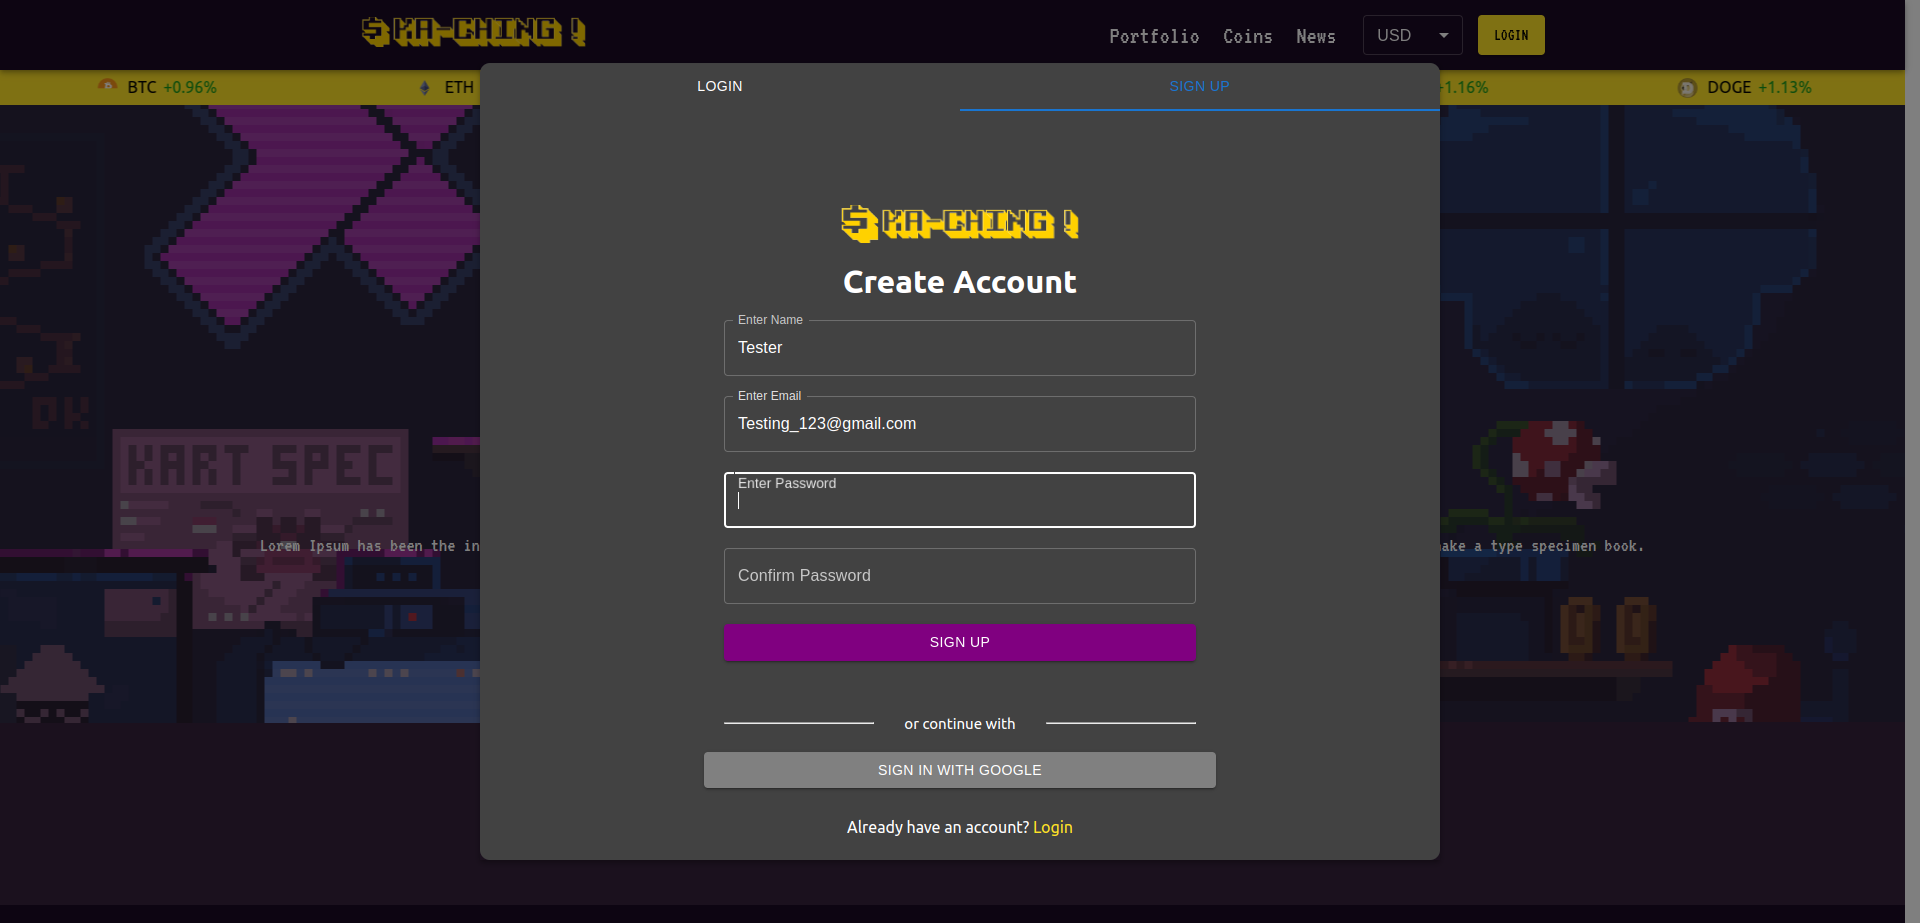 $ KA-CHING !
Portfolio Coins News USD LOGIN
BTC +0.96% ETH +1.16% DOGE +1.13%
LOGIN SIGN UP
$ KA-CHING !
Create Account
Enter Name
Tester
Enter Email
Testing_123@gmail.com
Enter Password
Confirm Password
SIGN UP
or continue with
SIGN IN WITH GOOGLE
Already have an account? Login
KART SPEC
DK
Lorem Ipsum has been the in
ake a type specimen book.